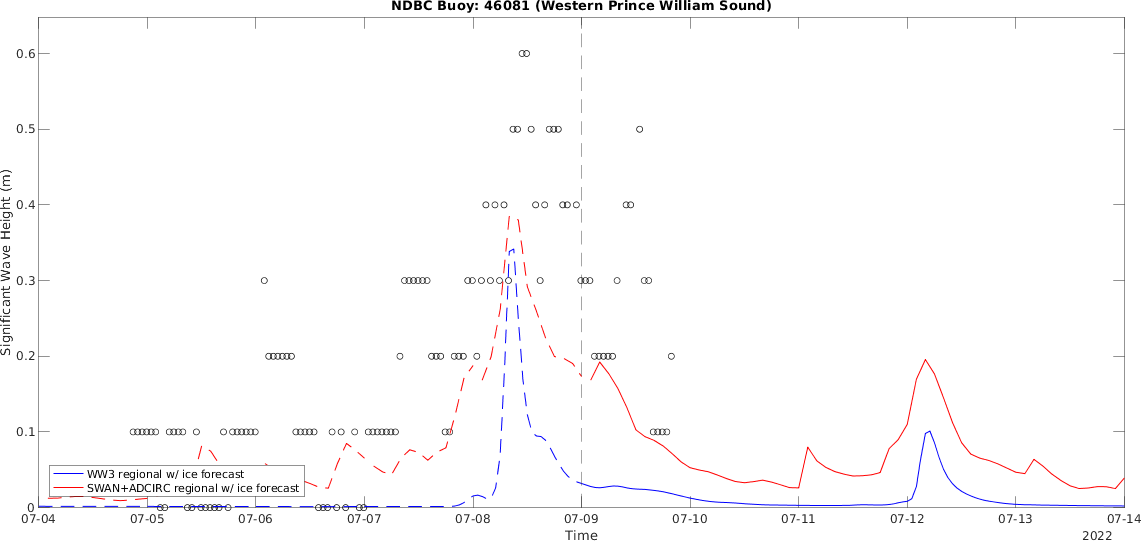 NDBC Buoy: 46081 (Western Prince William Sound)
Significant Wave Height (m)
0.6
0.5
0.4
0.3
0.2
0.1
0
WW3 regional w/ ice forecast
SWAN+ADCIRC regional w/ ice forecast
07-04 07-05 07-06 07-07 07-08 07-09 07-10 07-11 07-12 07-13 07-14
Time
2022